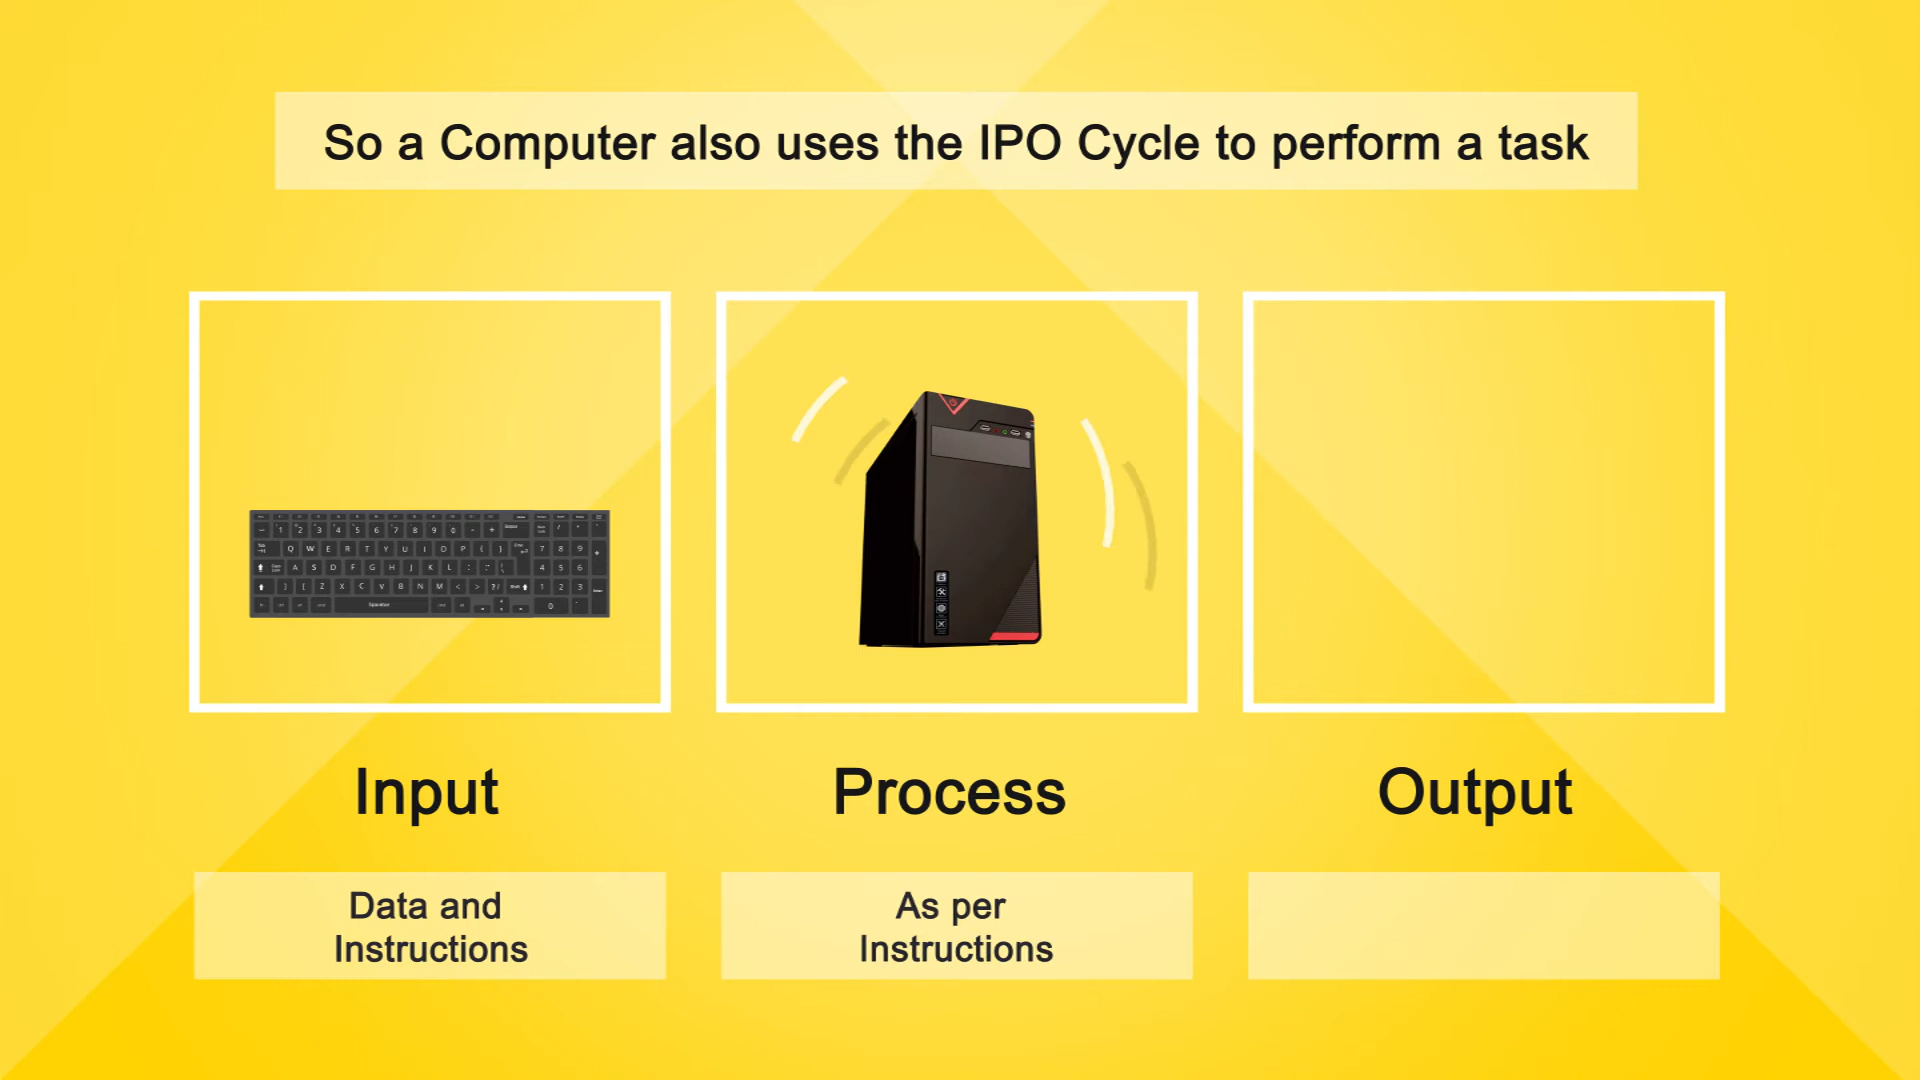 So a Computer also uses the IPO Cycle to perform a task
Input
Process
Output
Data and
Instructions
As per
Instructions